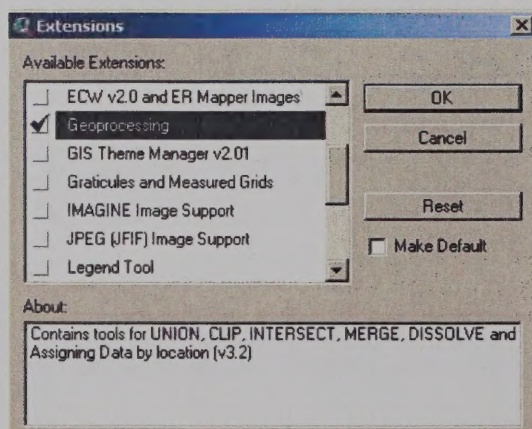 Extensions
Available Extensions:
ECW v2.0 and ER Mapper Images
Geoprocessing
GIS Theme Manager v2.01
Graticules and Measured Grids
IMAGINE Image Support
JPEG (JFIF) Image Support
Legend Tool
OK
Cancel
Reset
Make Default
About:
Contains tools for UNION, CLIP, INTERSECT, MERGE, DISSOLVE and
Assigning Data by location (v3.2)